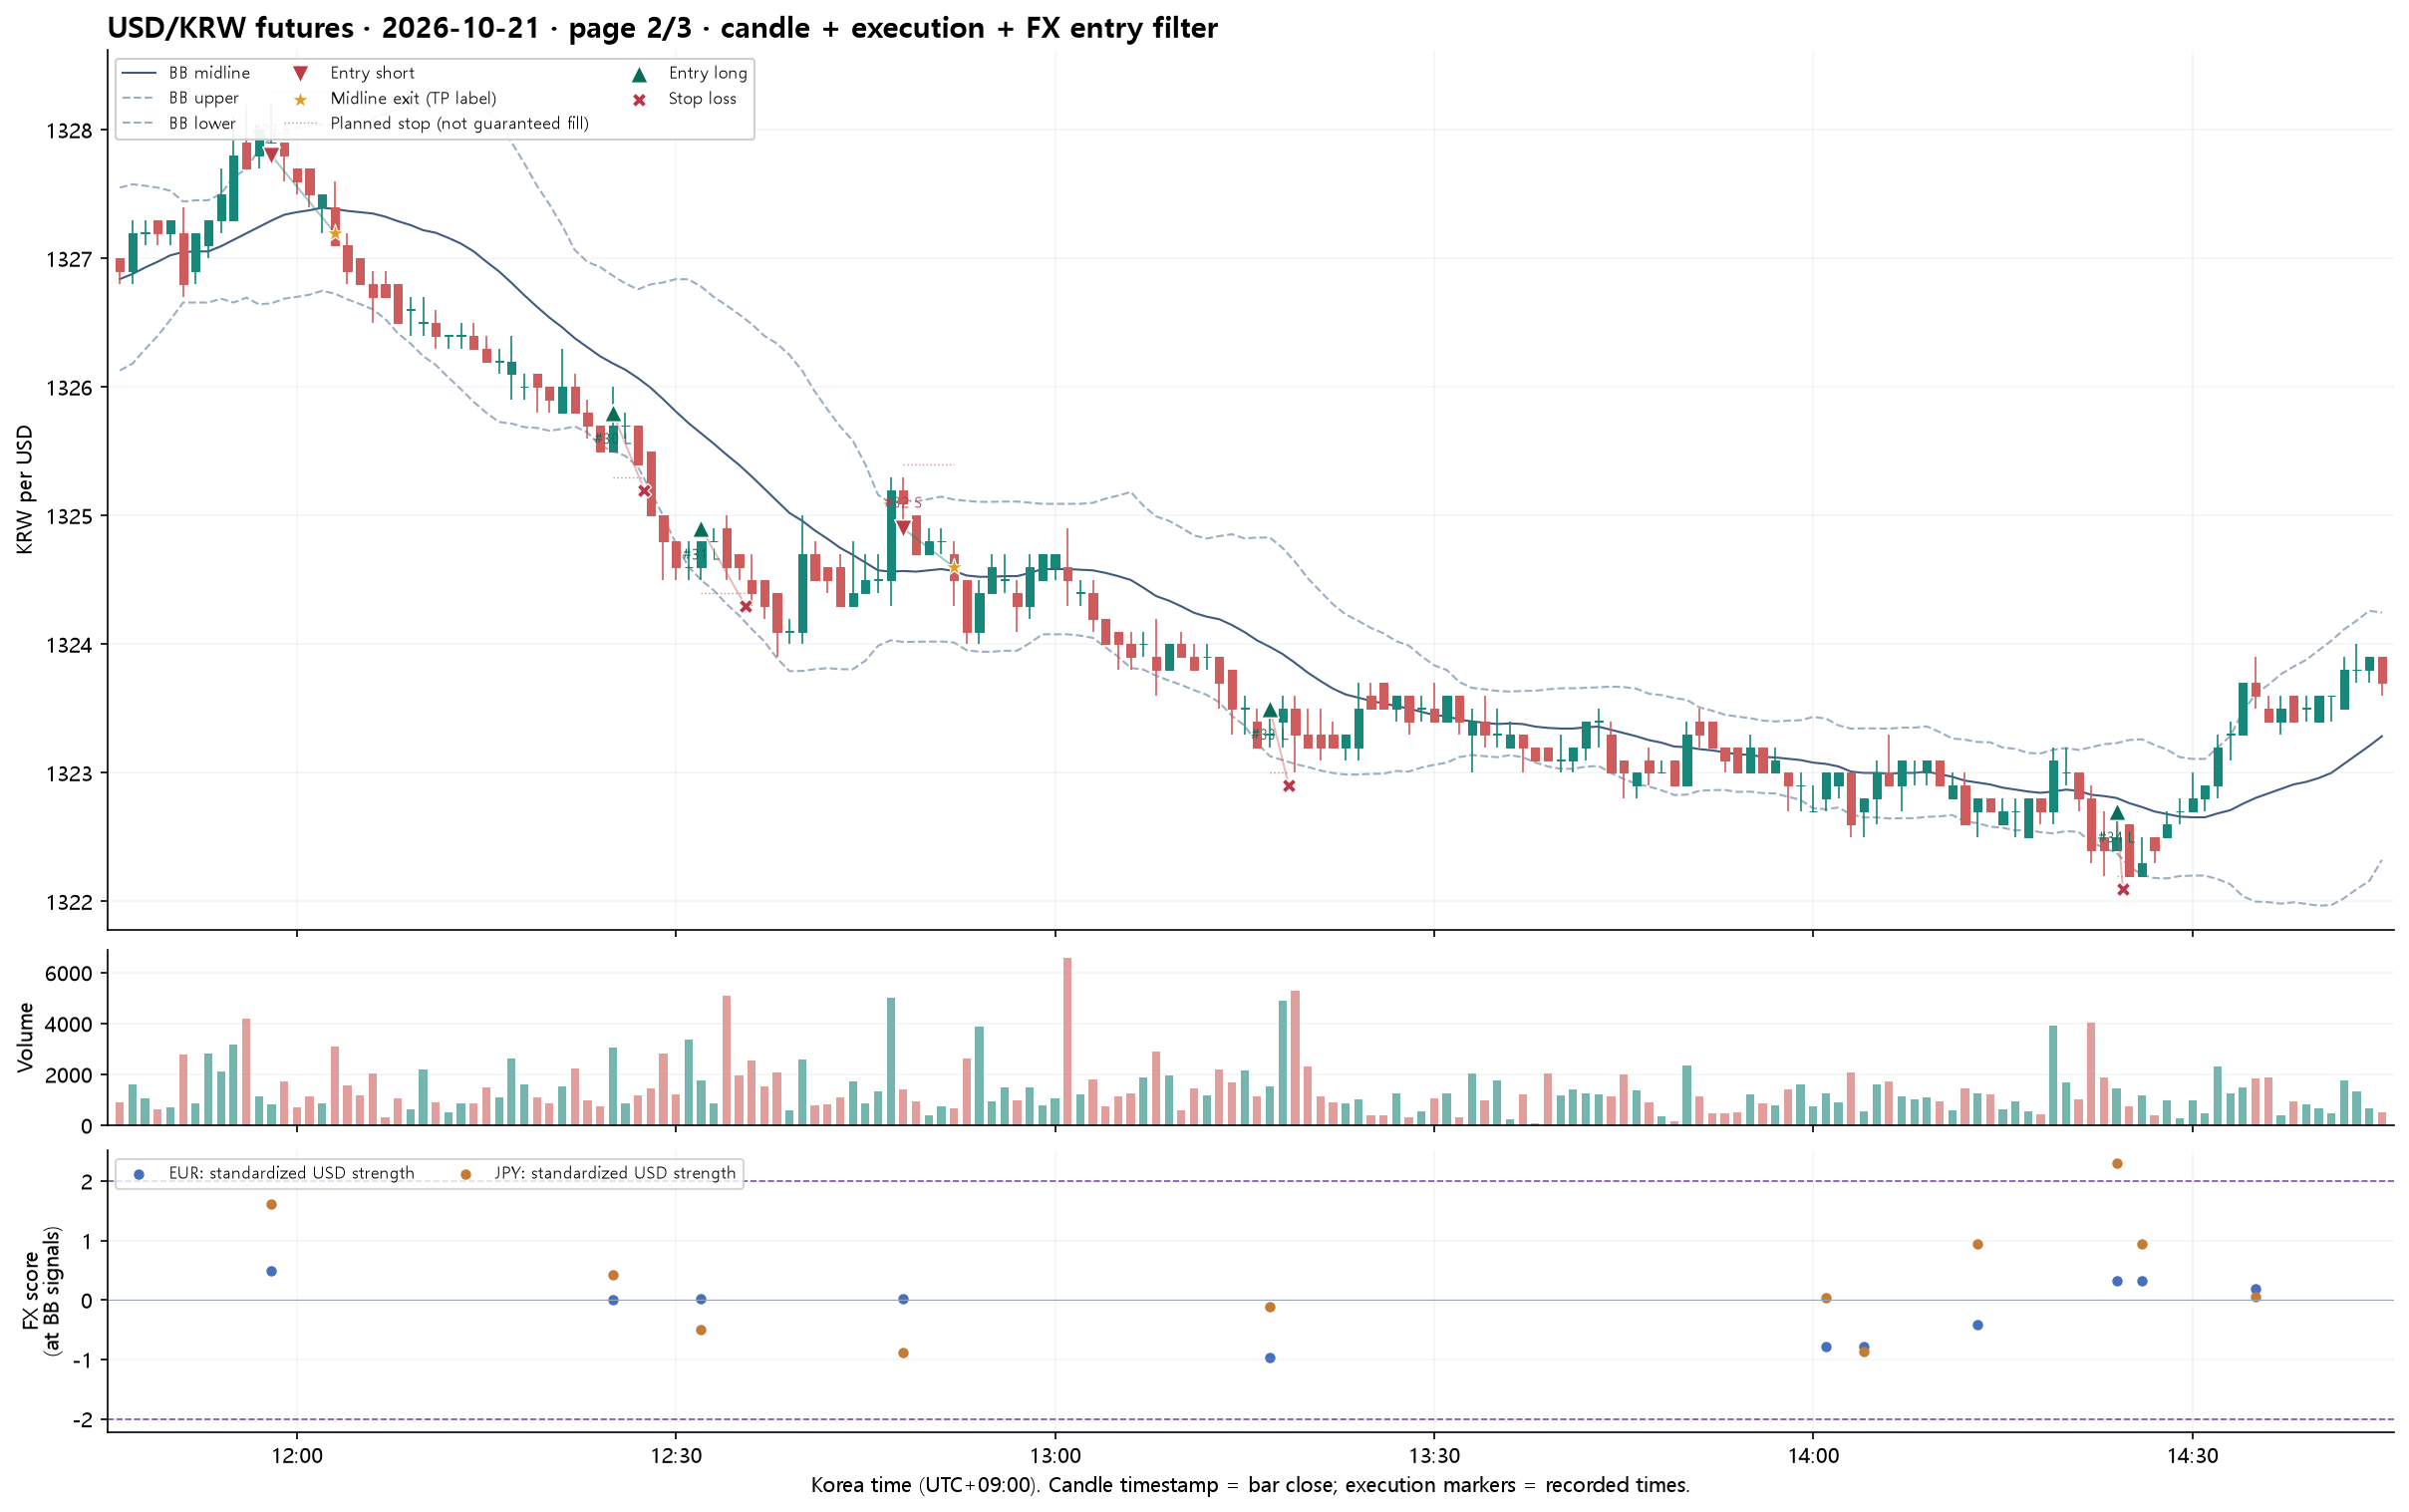 USD/KRW futures · 2026-10-21 · page 2/3 · candle + execution + FX entry filter
BB midline
BB upper
BB lower
Entry short
Midline exit (TP label)
Planned stop (not guaranteed fill)
Entry long
Stop loss
KRW per USD
1328
1327
1326
1325
1324
1323
1322
#32 S
Volume
6000
4000
2000
0
EUR: standardized USD strength
JPY: standardized USD strength
FX score
(at BB signals)
2
1
0
-1
-2
12:00
12:30
13:00
13:30
14:00
14:30
Korea time (UTC+09:00). Candle timestamp = bar close; execution markers = recorded times.